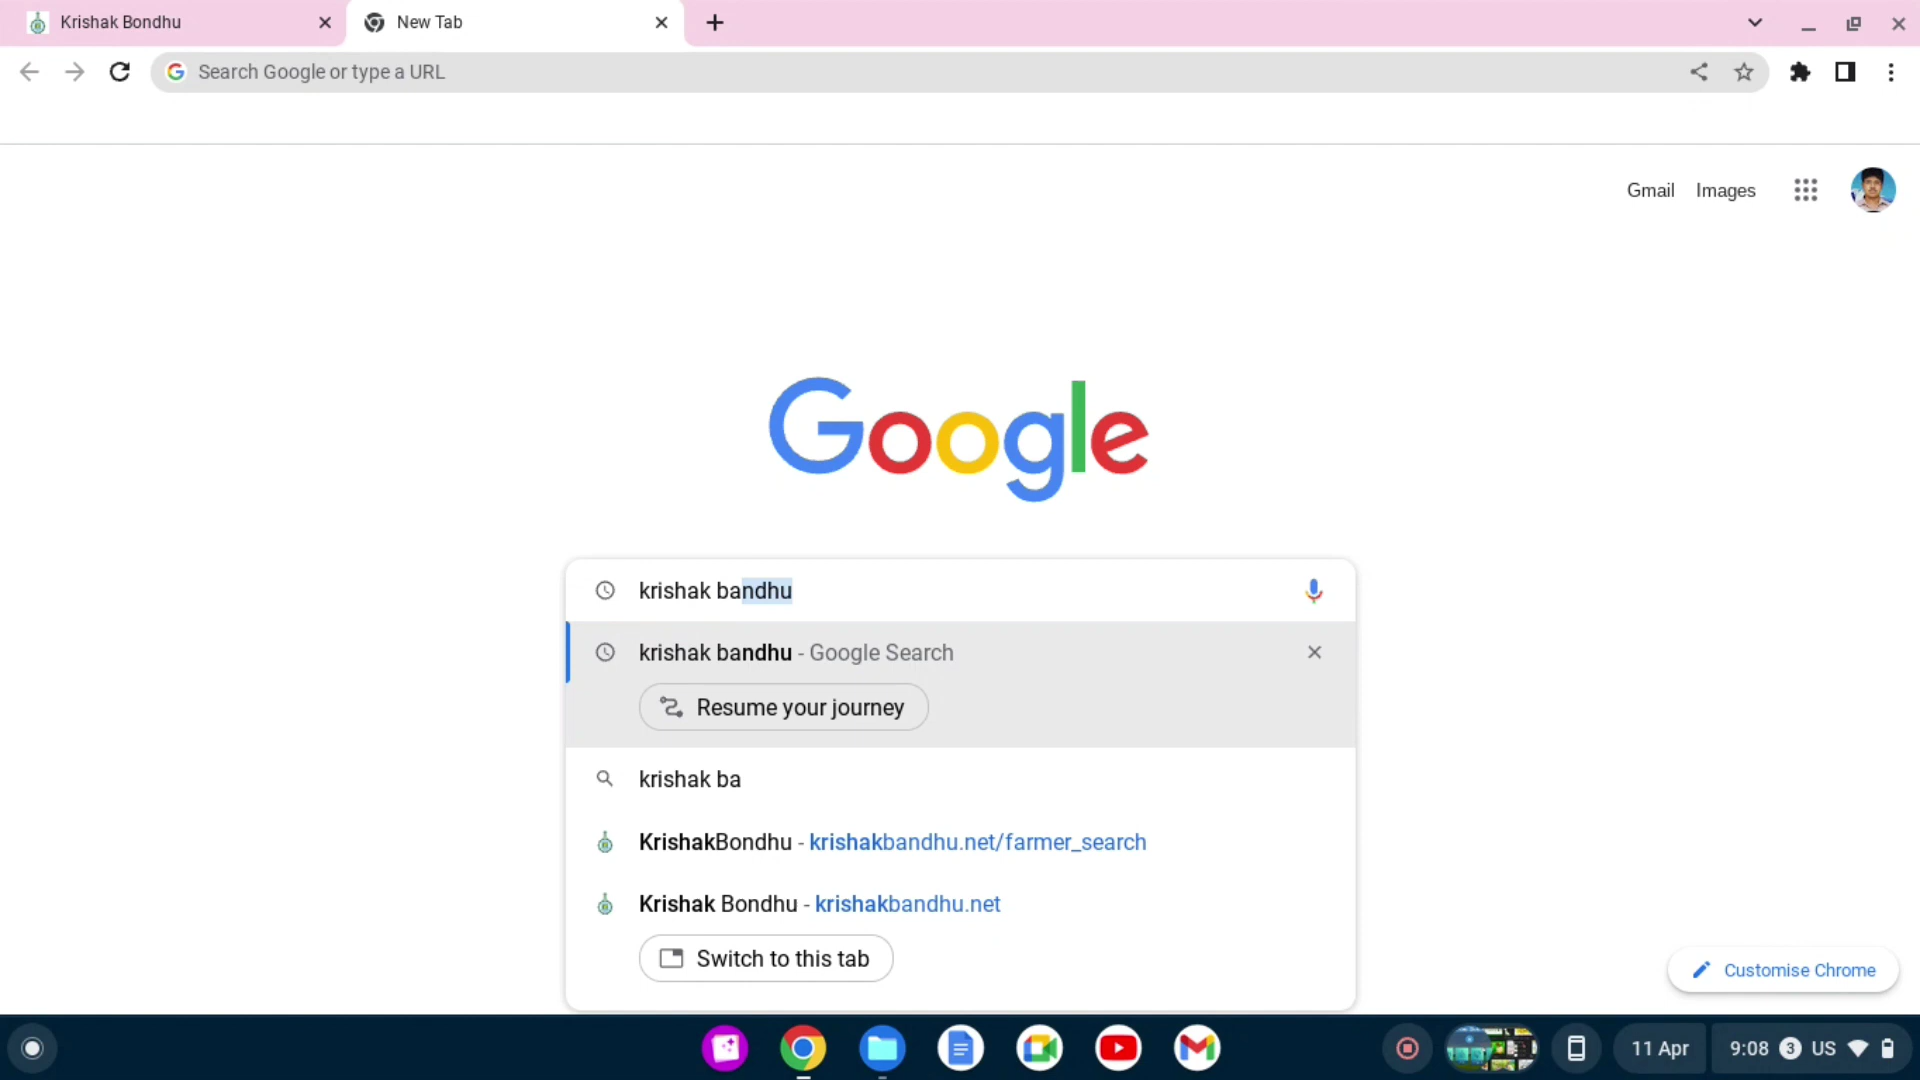 Krishak Bondhu
New Tab
Search Google or type a URL
Gmail Images
Google
krishak bandhu
krishak bandhu - Google Search
Resume your journey
krishak ba
KrishakBondhu - krishakbandhu.net/farmer_search
Krishak Bondhu - krishakbandhu.net
Switch to this tab
Customise Chrome
11 Apr 9:08 3 US